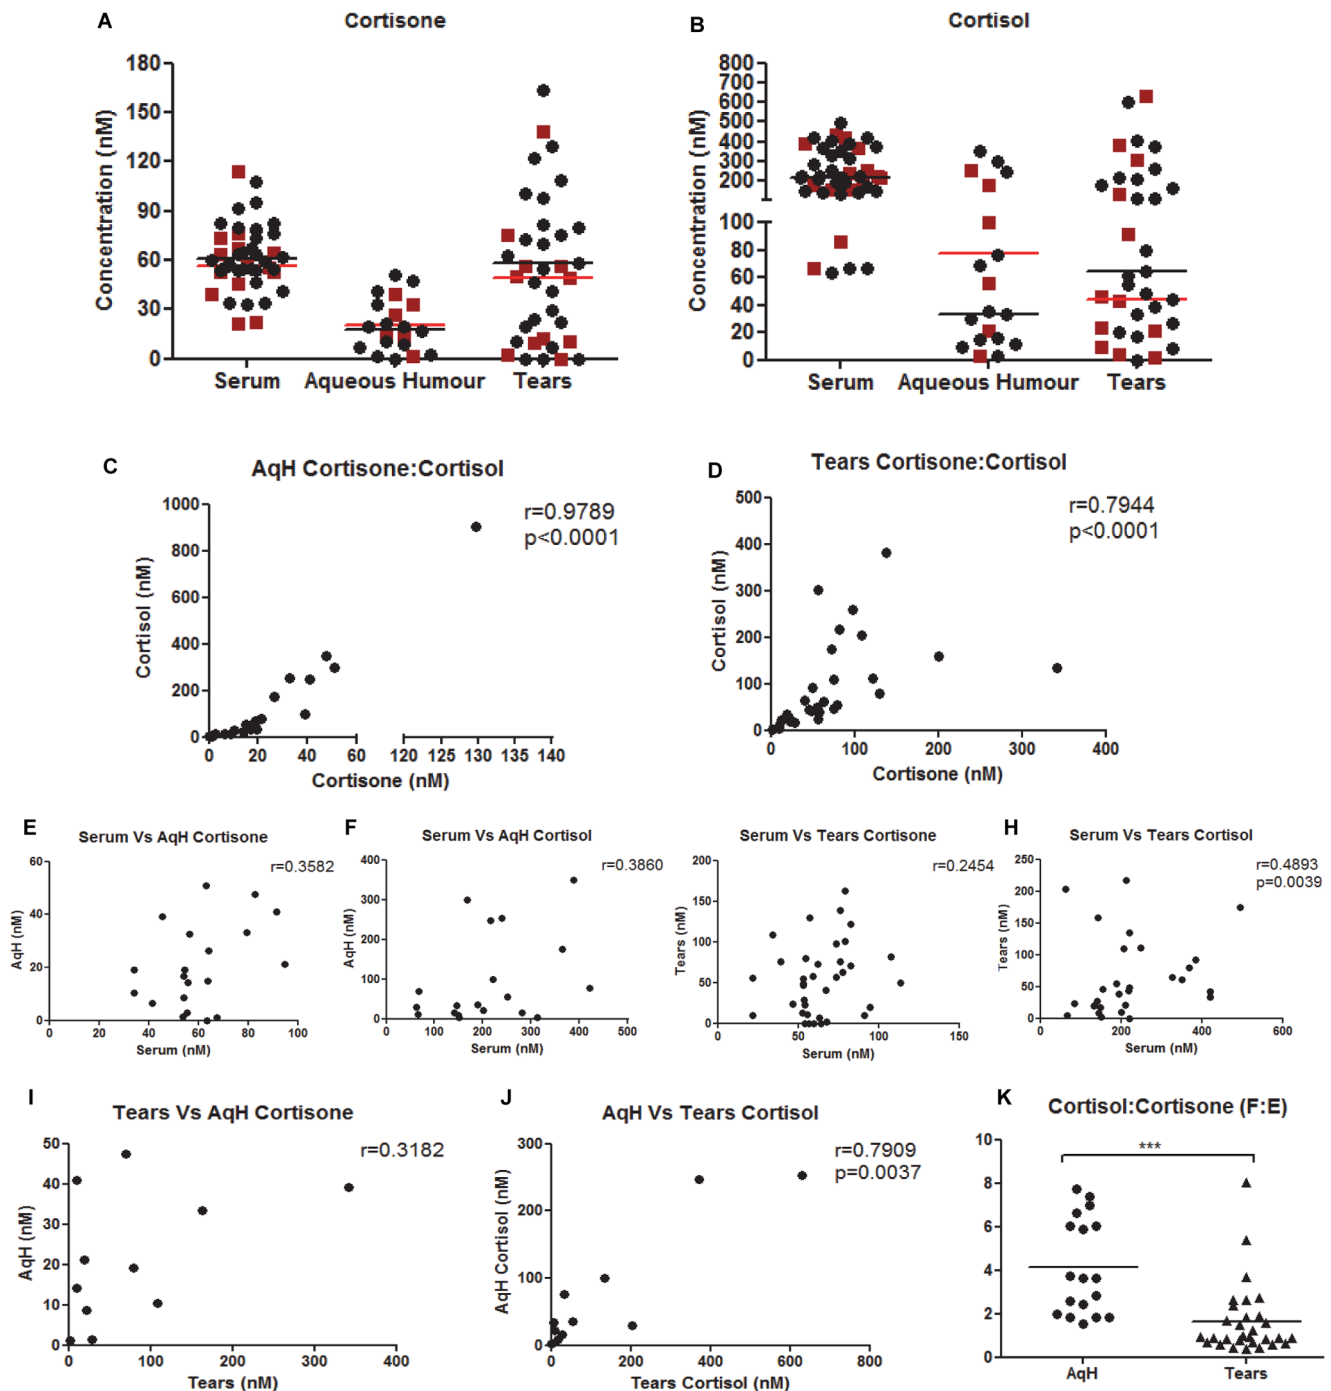 A
Cortisone
Concentration (nM)
180
150
120
90
60
30
0
Serum
Aqueous Humour
Tears
B
Cortisol
Concentration (nM)
800
700
600
500
400
300
200
100
80
60
40
20
0
Serum
Aqueous Humour
Tears
C
AqH Cortisone:Cortisol
r=0.9789
p<0.0001
Cortisol (nM)
1000
800
600
400
200
0
0 20 40 60 120 125 130 135 140
Cortisone (nM)
D
Tears Cortisone:Cortisol
r=0.7944
p<0.0001
Cortisol (nM)
500
400
300
200
100
0
0 100 200 300 400
Cortisone (nM)
E
Serum Vs AqH Cortisone
r=0.3582
AqH (nM)
60
40
20
0
0 20 40 60 80 100
Serum (nM)
F
Serum Vs AqH Cortisol
r=0.3860
AqH (nM)
400
300
200
100
0
0 100 200 300 400 500
Serum (nM)
Serum Vs Tears Cortisone
r=0.2454
Tears (nM)
200
150
100
50
0
0 50 100 150
Serum (nM)
H
Serum Vs Tears Cortisol
r=0.4893
p=0.0039
Tears (nM)
250
200
150
100
50
0
0 200 400 600
Serum (nM)
I
Tears Vs AqH Cortisone
r=0.3182
AqH (nM)
50
40
30
20
10
0
0 100 200 300 400
Tears (nM)
J
AqH Vs Tears Cortisol
r=0.7909
p=0.0037
AqH Cortisol (nM)
300
200
100
0
0 200 400 600 800
Tears Cortisol (nM)
K
Cortisol:Cortisone (F:E)
***
10
8
6
4
2
0
AqH
Tears